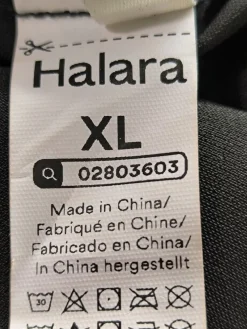 Halara
XL
02803603
Made in China/
Fabriqué en Chine/
Fabricado en China/
In China hergestellt
30